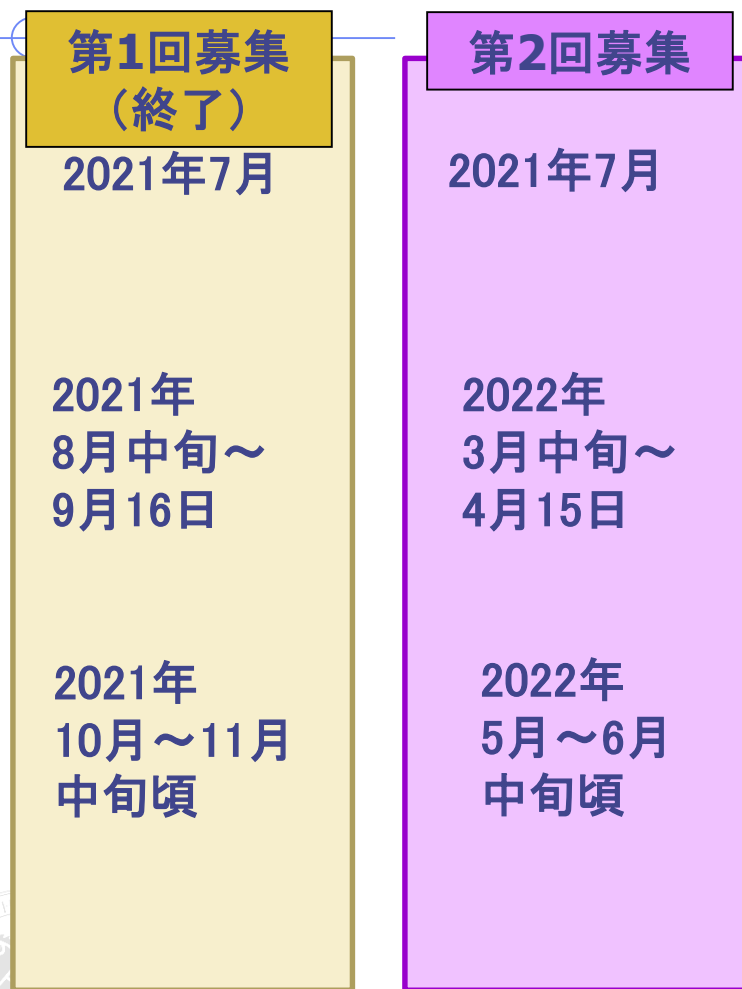 第1回募集
（終了）
2021年7月
2021年
8月中旬～
9月16日
2021年
10月～11月
中旬頃
第2回募集
2021年7月
2022年
3月中旬～
4月15日
2022年
5月～6月
中旬頃